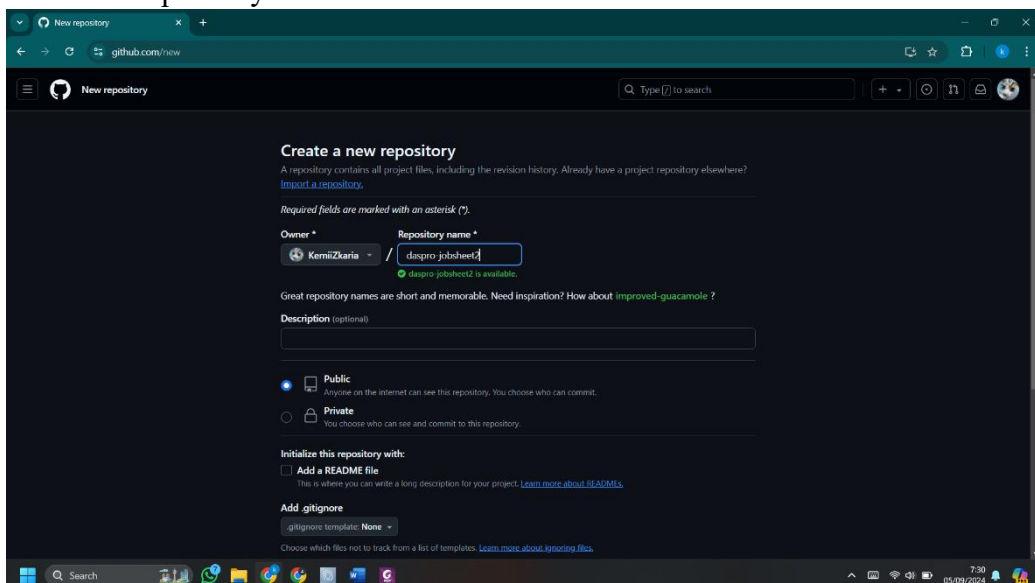 New repository
github.com/new
k
New repository
Type / to search
Create a new repository
A repository contains all project files, including the revision history. Already have a project repository elsewhere?
Import a repository.
Required fields are marked with an asterisk (*).
Owner * Repository name *
KemiiZkaria / daspro-jobsheet2
daspro-jobsheet2 is available.
Great repository names are short and memorable. Need inspiration? How about improved-guacamole ?
Description (optional)
Public
Anyone on the internet can see this repository. You choose who can commit.
Private
You choose who can see and commit to this repository.
Initialize this repository with:
Add a README file
This is where you can write a long description for your project. Learn more about READMEs.
Add .gitignore
.gitignore template: None
Choose which files not to track from a list of templates. Learn more about ignoring files.
Search
7:30
05/09/2024